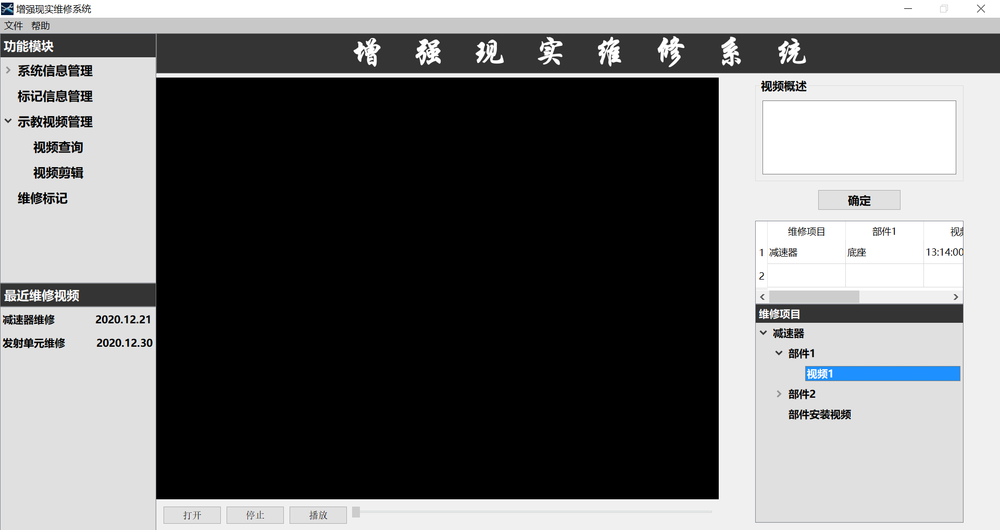 增强现实维修系统
文件 帮助
功能模块
系统信息管理
标记信息管理
示教视频管理
视频查询
视频剪辑
维修标记
最近维修视频
减速器维修 2020.12.21
发射单元维修 2020.12.30
增强现实维修系统
打开 停止 播放
视频概述
确定
维修项目 部件1 视
1 减速器 底座 13:14:00
2
维修项目
减速器
部件1
视频1
部件2
部件安装视频